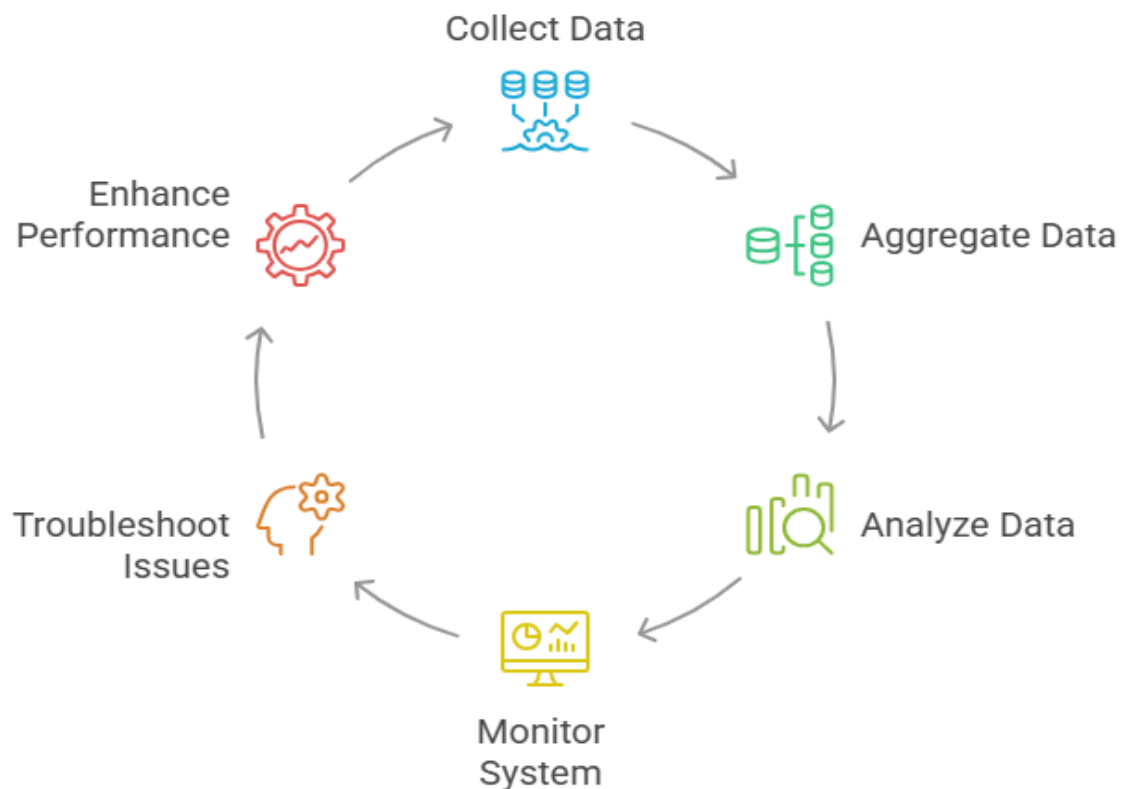 Collect Data
Enhance
Performance
Aggregate Data
Troubleshoot
Issues
Analyze Data
Monitor
System